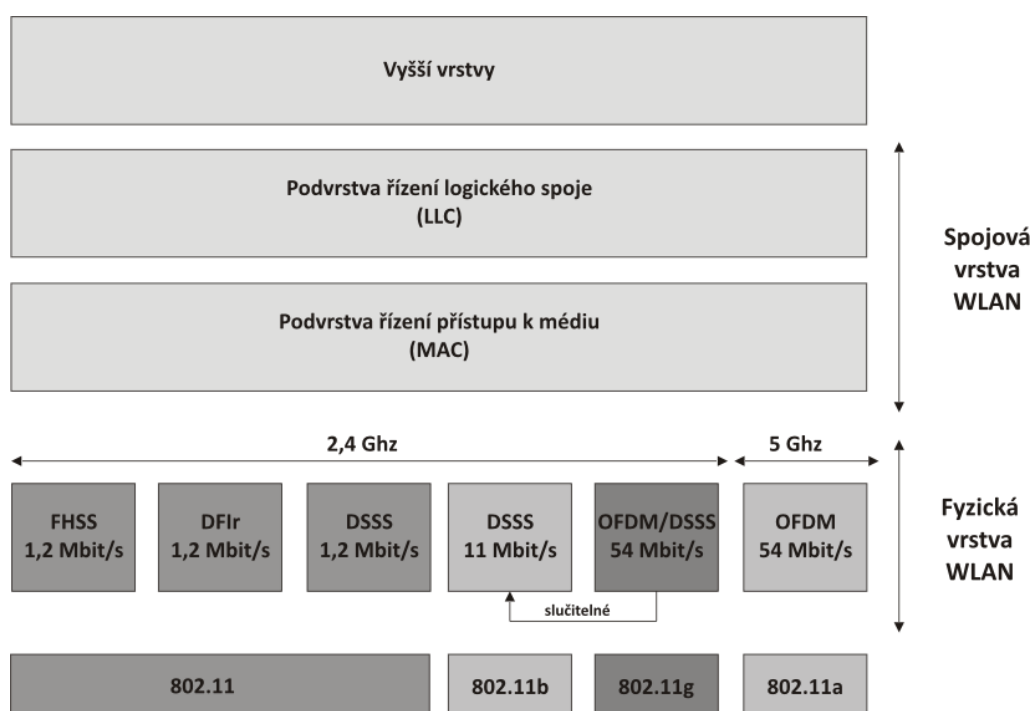 Vyšší vrstvy
Podvrstva řízení logického spoje
(LLC)
Spojová
vrstva
WLAN
Podvrstva řízení přístupu k médiu
(MAC)
2,4 Ghz
5 Ghz
FHSS
1,2 Mbit/s
DFIr
1,2 Mbit/s
DSSS
1,2 Mbit/s
DSSS
11 Mbit/s
OFDM/DSSS
54 Mbit/s
OFDM
54 Mbit/s
Fyzická
vrstva
WLAN
slučitelné
802.11
802.11b
802.11g
802.11a